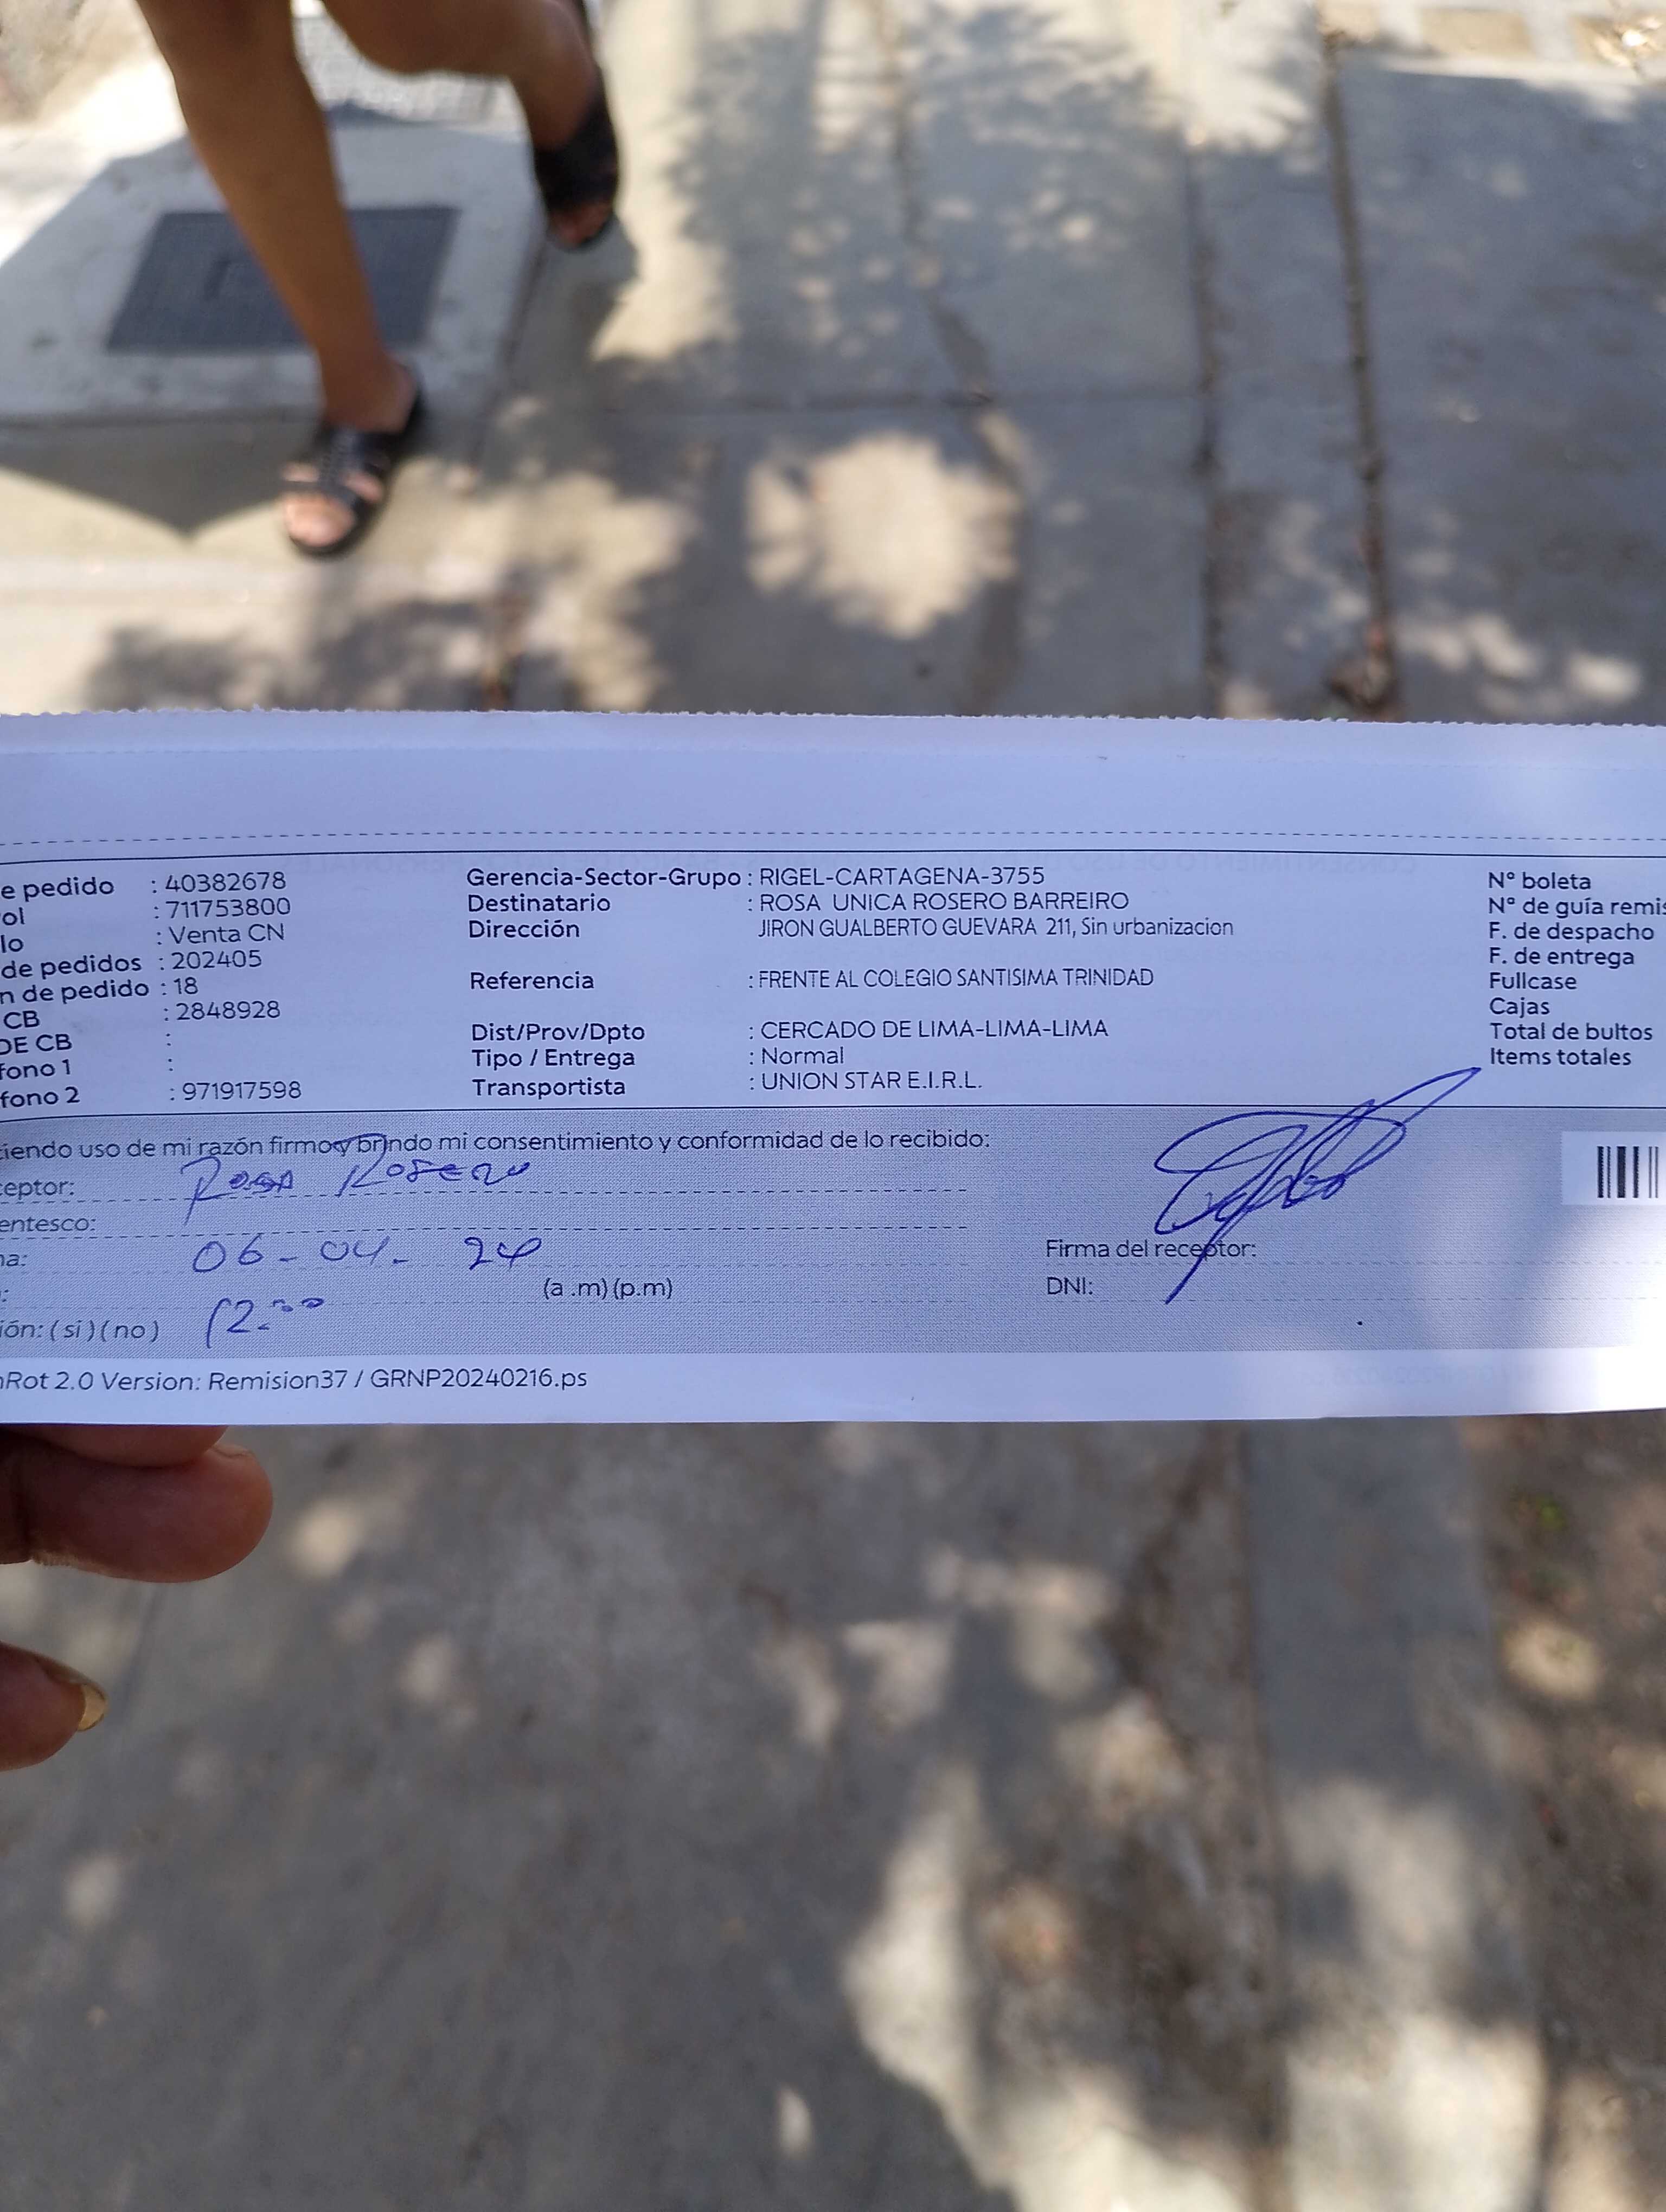 e pedido : 40382678 Gerencia-Sector-Grupo : RIGEL-CARTAGENA-3755 N° boleta
ol : 711753800 Destinatario : ROSA UNICA ROSERO BARREIRO N° de guía remis
lo : Venta CN Dirección JIRON GUALBERTO GUEVARA 211, Sin urbanizacion F. de despacho
de pedidos : 202405 F. de entrega
n de pedido : 18 Referencia : FRENTE AL COLEGIO SANTISIMA TRINIDAD Fullcase
CB : 2848928 Cajas
DE CB : Dist/Prov/Dpto : CERCADO DE LIMA-LIMA-LIMA Total de bultos
fono 1 : Tipo / Entrega : Normal Items totales
fono 2 : 971917598 Transportista : UNION STAR E.I.R.L.
iendo uso de mi razón firmo y brindo mi consentimiento y conformidad de lo recibido:
eptor: Rosa Rosero
entesco:
a: 06-04-24 Firma del receptor:
: (a .m) (p.m) DNI:
ión: ( si ) ( no ) 12:00
Rot 2.0 Version: Remision37 / GRNP20240216.ps